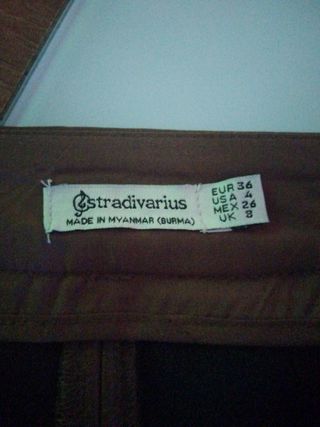 stradivarius
MADE IN MYANMAR (BURMA)
EUR 36
USA 4
MEX 26
UK 8